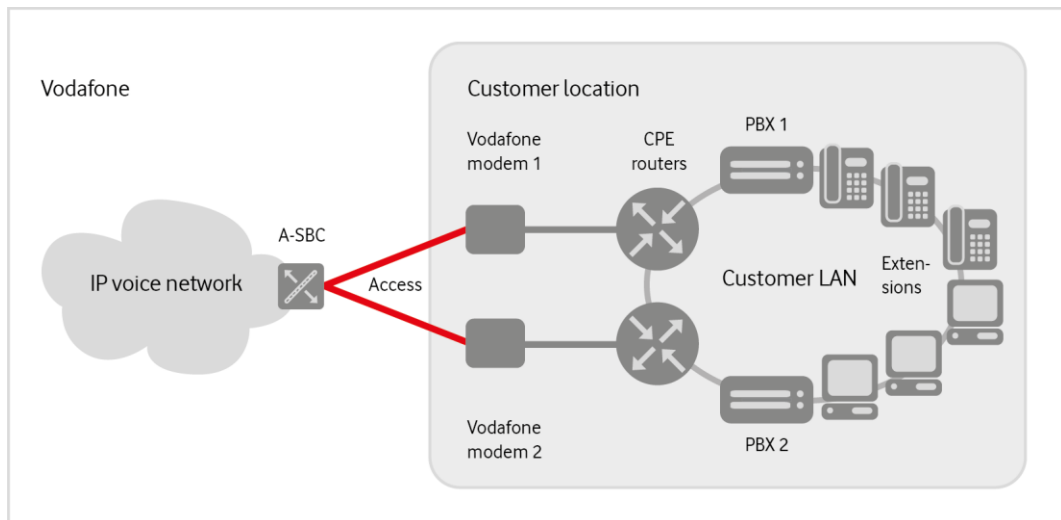 Vodafone
Customer location
Vodafone
modem 1
CPE
routers
PBX 1
A-SBC
IP voice network
Access
Customer LAN
Exten-
sions
Vodafone
modem 2
PBX 2